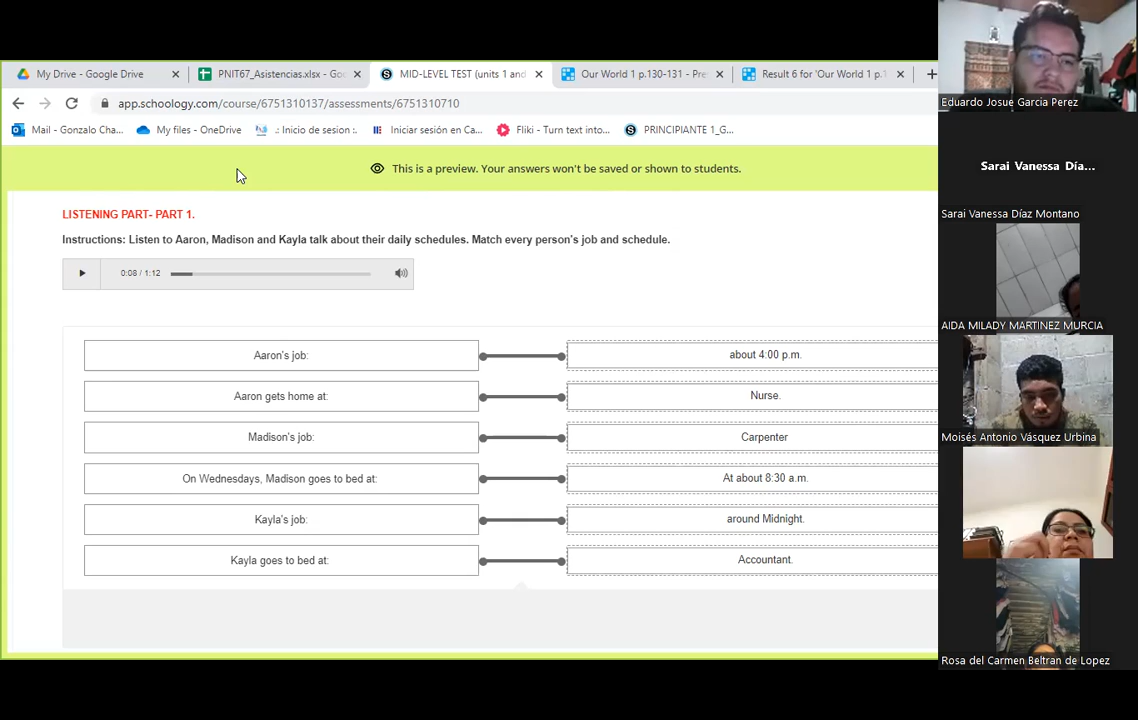 My Drive - Google Drive
PNIT67_Asistencias.xlsx - Go
MID-LEVEL TEST (units 1 and
Our World 1 p.130-131 - Pre
Result 6 for 'Our World 1 p.1
app.schoology.com/course/6751310137/assessments/6751310710
Mail - Gonzalo Cha...
My files - OneDrive
.: Inicio de sesion :.
Iniciar sesión en Ca...
Fliki - Turn text into...
PRINCIPIANTE 1_G...
This is a preview. Your answers won't be saved or shown to students.
LISTENING PART- PART 1.
Instructions: Listen to Aaron, Madison and Kayla talk about their daily schedules. Match every person's job and schedule.
0:08 / 1:12
Aaron's job:
about 4:00 p.m.
Aaron gets home at:
Nurse.
Madison's job:
Carpenter
On Wednesdays, Madison goes to bed at:
At about 8:30 a.m.
Kayla's job:
around Midnight.
Kayla goes to bed at:
Accountant.
Eduardo Josue Garcia Perez
Sarai Vanessa Día...
Sarai Vanessa Díaz Montano
AIDA MILADY MARTINEZ MURCIA
Moisés Antonio Vásquez Urbina
Rosa del Carmen Beltran de Lopez